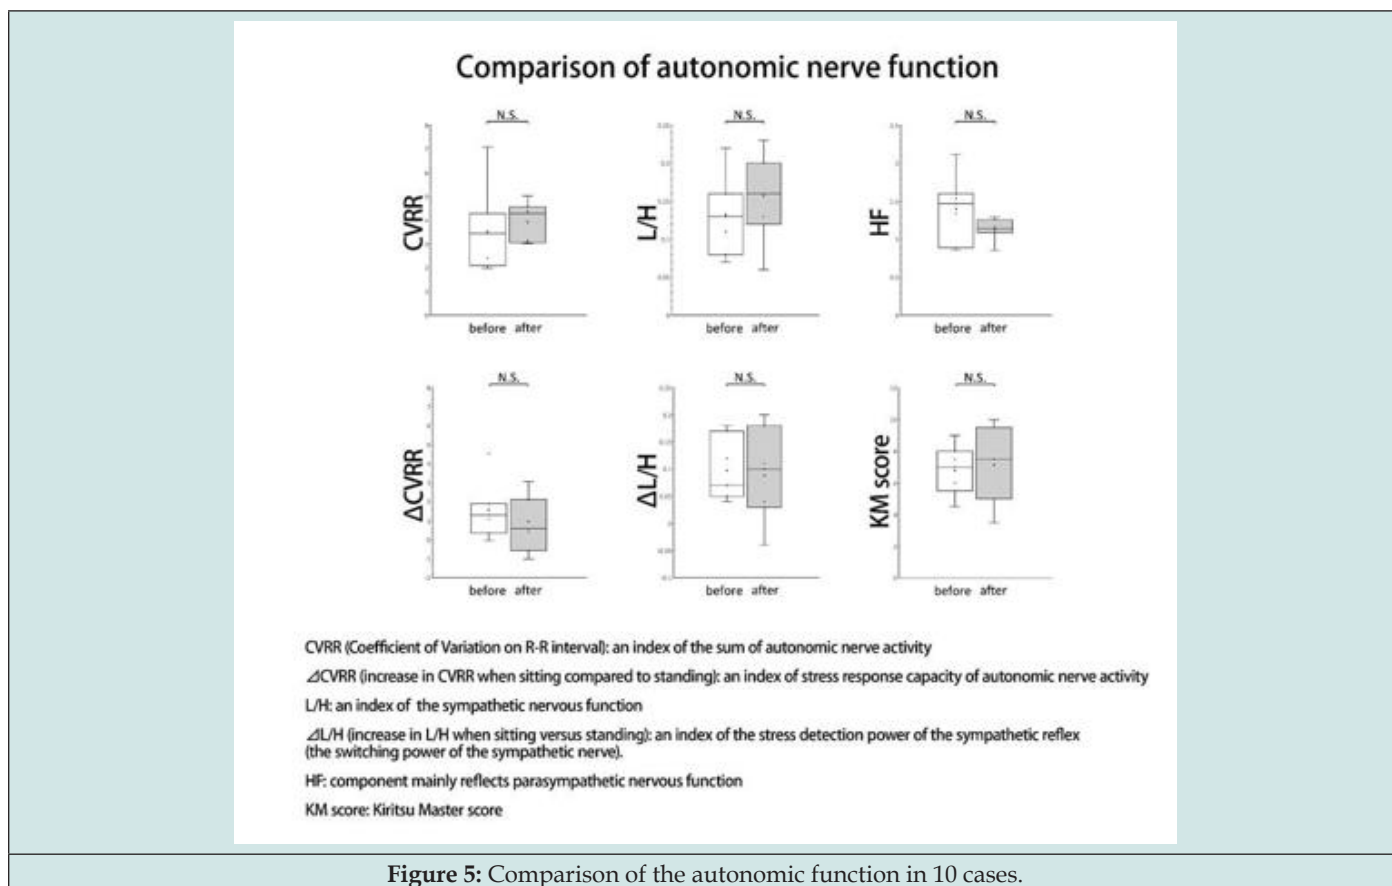 Comparison of autonomic nerve function
N.S.
N.S.
N.S.
CVRR
L/H
HF
before after
before after
before after
N.S.
N.S.
N.S.
ΔCVRR
ΔL/H
KM score
before after
before after
before after
CVRR (Coefficient of Variation on R-R interval): an index of the sum of autonomic nerve activity
⊿CVRR (increase in CVRR when sitting compared to standing): an index of stress response capacity of autonomic nerve activity
L/H: an index of the sympathetic nervous function
⊿L/H (increase in L/H when sitting versus standing): an index of the stress detection power of the sympathetic reflex
(the switching power of the sympathetic nerve).
HF: component mainly reflects parasympathetic nervous function
KM score: Kiritsu Master score
Figure 5: Comparison of the autonomic function in 10 cases.